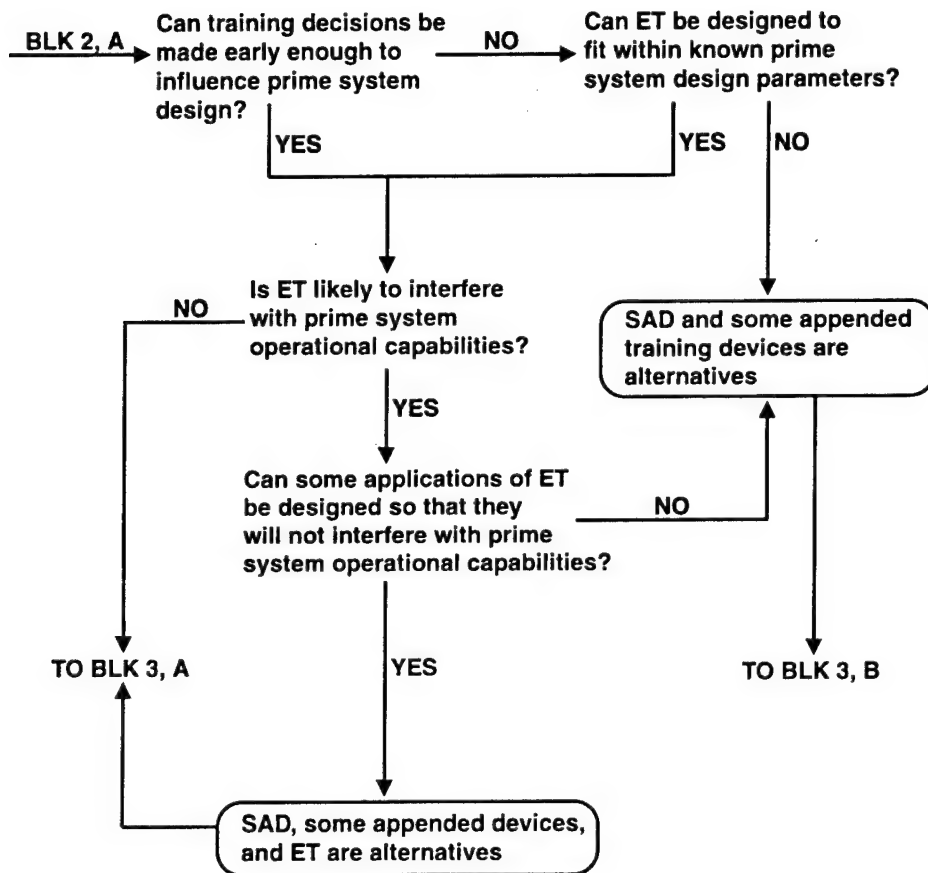 BLK 2, A
Can training decisions be
made early enough to
influence prime system
design?
NO
Can ET be designed to
fit within known prime
system design parameters?
YES
YES
NO
Is ET likely to interfere
with prime system
operational capabilities?
NO
SAD and some appended
training devices are
alternatives
YES
Can some applications of ET
be designed so that they
will not interfere with prime
system operational capabilities?
NO
TO BLK 3, A
YES
TO BLK 3, B
SAD, some appended devices,
and ET are alternatives